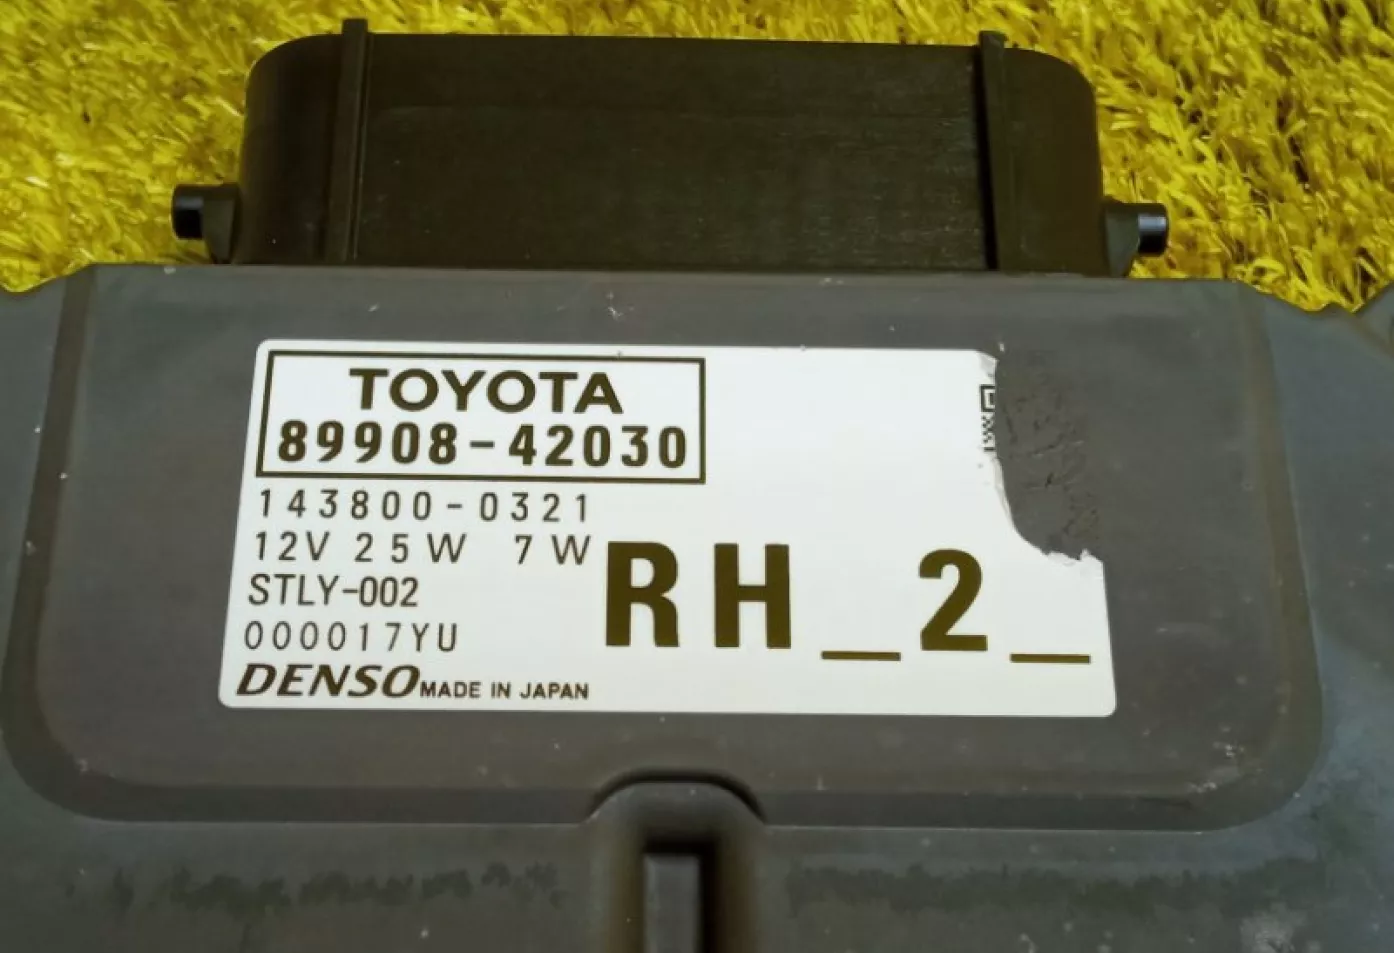 TOYOTA
89908-42030
143800-0321
12V 25W 7W
STLY-002
000017YU
RH_2_
DENSO MADE IN JAPAN